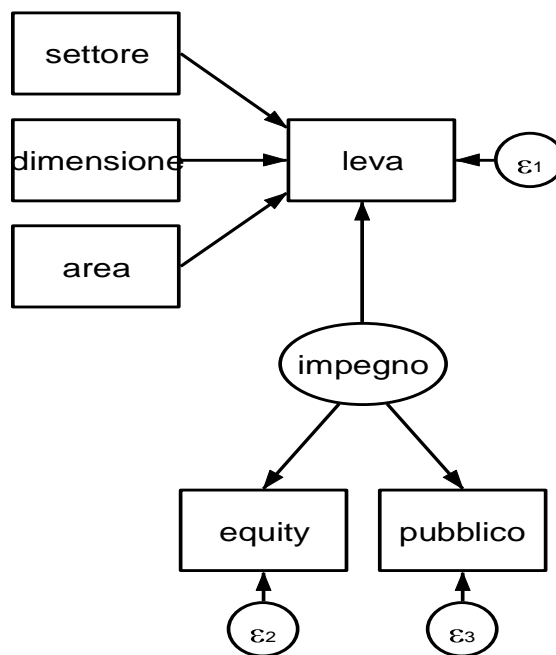 settore
dimensione
leva
ε1
area
impegno
equity
pubblico
ε2
ε3